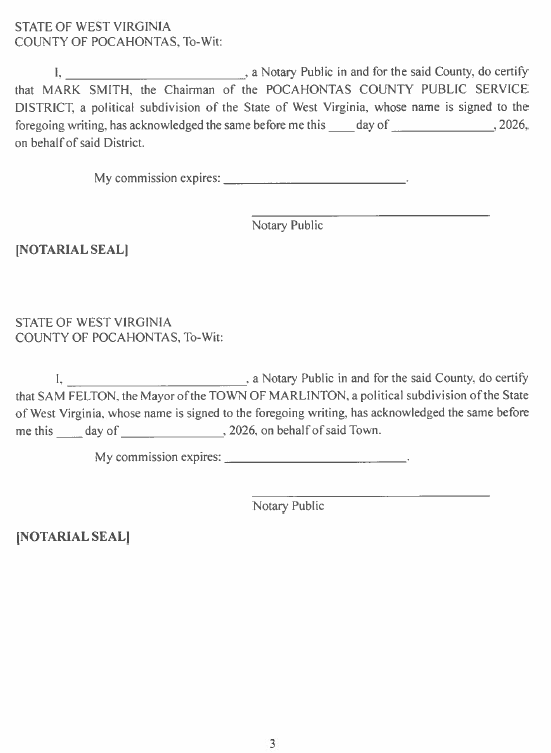 STATE OF WEST VIRGINIA
COUNTY OF POCAHONTAS, To-Wit:
I, ____________________________, a Notary Public in and for the said County, do certify
that MARK SMITH, the Chairman of the POCAHONTAS COUNTY PUBLIC SERVICE
DISTRICT, a political subdivision of the State of West Virginia, whose name is signed to the
foregoing writing, has acknowledged the same before me this ____ day of ________________, 2026,
on behalf of said District.
My commission expires: ____________________________.
____________________________________
Notary Public
[NOTARIAL SEAL]
STATE OF WEST VIRGINIA
COUNTY OF POCAHONTAS, To-Wit:
I, ____________________________, a Notary Public in and for the said County, do certify
that SAM FELTON, the Mayor of the TOWN OF MARLINTON, a political subdivision of the State
of West Virginia, whose name is signed to the foregoing writing, has acknowledged the same before
me this ____ day of ________________, 2026, on behalf of said Town.
My commission expires: ____________________________.
____________________________________
Notary Public
[NOTARIAL SEAL]
3